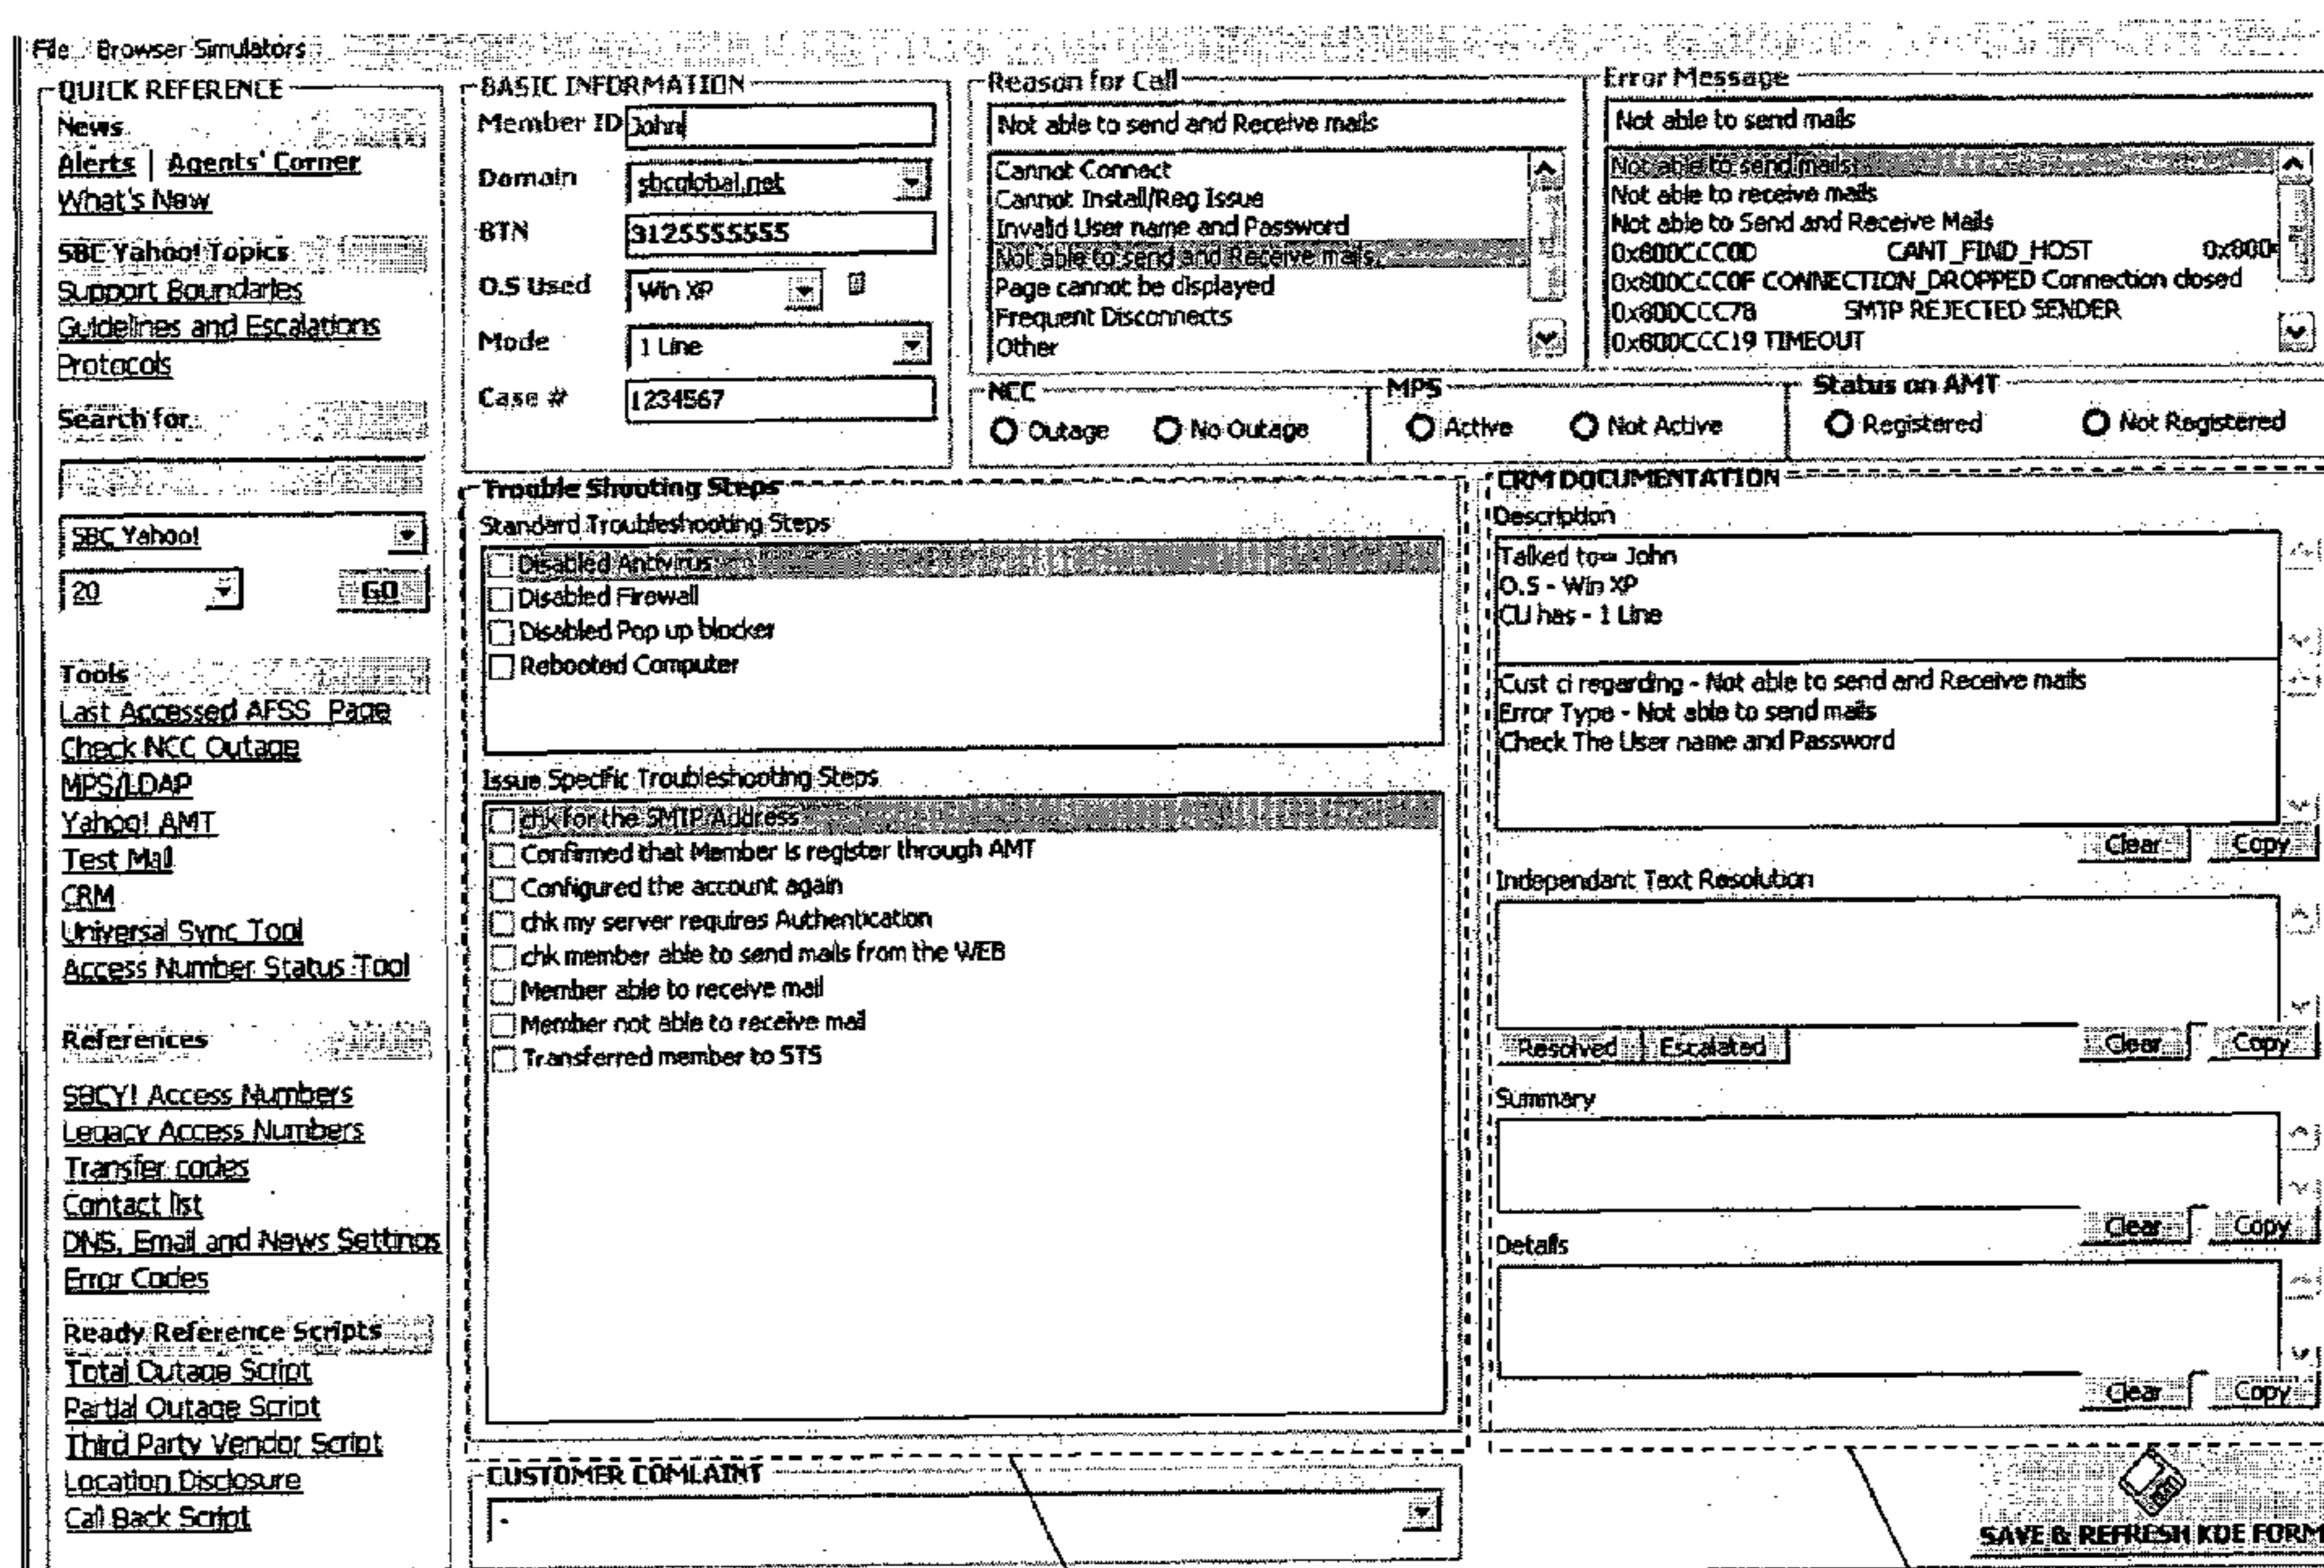 File Browser Simulators
QUICK REFERENCE
News
Alerts | Agents' Corner
What's New
SBC Yahoo! Topics
Support Boundaries
Guidelines and Escalations
Protocols
Search for
SBC Yahoo!
20 GO
Tools
Last Accessed AFSS Page
Check NCC Outage
MPS/LDAP
Yahoo! AMT
Test Mail
CRM
Universal Sync Tool
Access Number Status Tool
References
SBCY! Access Numbers
Legacy Access Numbers
Transfer codes
Contact list
DNS, Email and News Settings
Error Codes
Ready Reference Scripts
Total Outage Script
Partial Outage Script
Third Party Vendor Script
Location Disclosure
Call Back Script
BASIC INFORMATION
Member ID John
Domain sbcglobal.net
BTN 3125555555
O.S Used Win XP
Mode 1 Line
Case # 1234567
Reason for Call
Not able to send and Receive mails
Cannot Connect
Cannot Install/Reg Issue
Invalid User name and Password
Not able to send and Receive mails
Page cannot be displayed
Frequent Disconnects
Other
Error Message
Not able to send mails
Not able to send mails
Not able to receive mails
Not able to Send and Receive Mails
0x800CCC0D CANT_FIND_HOST 0x800
0x800CCC0F CONNECTION_DROPPED Connection closed
0x800CCC78 SMTP REJECTED SENDER
0x800CCC19 TIMEOUT
NCC
Outage No Outage
MPS
Active Not Active
Status on AMT
Registered Not Registered
Trouble Shooting Steps
Standard Troubleshooting Steps
Disabled Antivirus
Disabled Firewall
Disabled Pop up blocker
Rebooted Computer
Issue Specific Troubleshooting Steps
chk for the SMTP Address
Confirmed that Member is register through AMT
Configured the account again
chk my server requires Authentication
chk member able to send mails from the WEB
Member able to receive mail
Member not able to receive mail
Transferred member to STS
CUSTOMER COMLAINT
-
CRM DOCUMENTATION
Description
Talked to= John
O.S - Win XP
CU has - 1 Line
Cust ci regarding - Not able to send and Receive mails
Error Type - Not able to send mails
Check The User name and Password
Clear Copy
Independant Text Resolution
Resolved Escalated Clear Copy
Summary
Clear Copy
Details
Clear Copy
SAVE & REFRESH KDE FORM